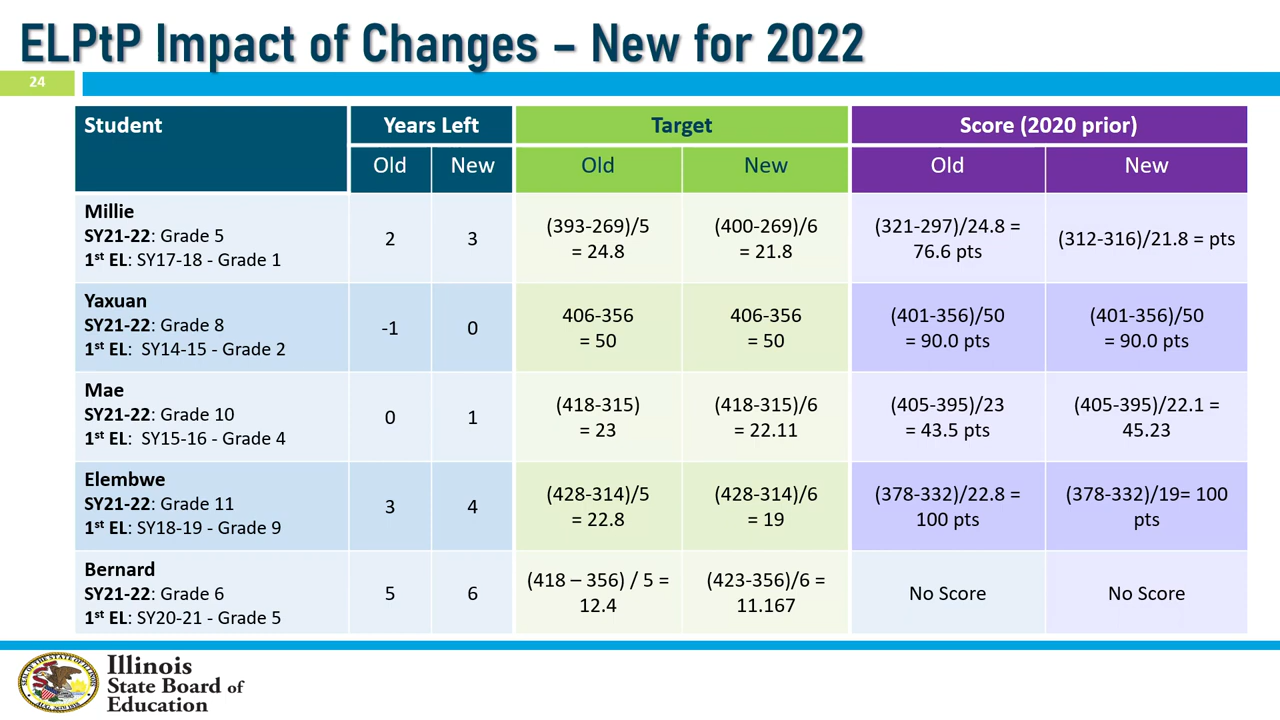 ELPtP Impact of Changes – New for 2022
24
Student
Years Left
Target
Score (2020 prior)
Old
New
Old
New
Old
New
Millie
SY21-22: Grade 5
1st EL: SY17-18 - Grade 1
2
3
(393-269)/5
= 24.8
(400-269)/6
= 21.8
(321-297)/24.8 =
76.6 pts
(312-316)/21.8 = pts
Yaxuan
SY21-22: Grade 8
1st EL:  SY14-15 - Grade 2
-1
0
406-356
= 50
406-356
= 50
(401-356)/50
= 90.0 pts
(401-356)/50
= 90.0 pts
Mae
SY21-22: Grade 10
1st EL:  SY15-16 - Grade 4
0
1
(418-315)
= 23
(418-315)/6
= 22.11
(405-395)/23
= 43.5 pts
(405-395)/22.1 =
45.23
Elembwe
SY21-22: Grade 11
1st EL: SY18-19 - Grade 9
3
4
(428-314)/5
= 22.8
(428-314)/6
= 19
(378-332)/22.8 =
100 pts
(378-332)/19= 100
pts
Bernard
SY21-22: Grade 6
1st EL: SY20-21 - Grade 5
5
6
(418 – 356) / 5 =
12.4
(423-356)/6 =
11.167
No Score
No Score
Illinois
State Board of
Education